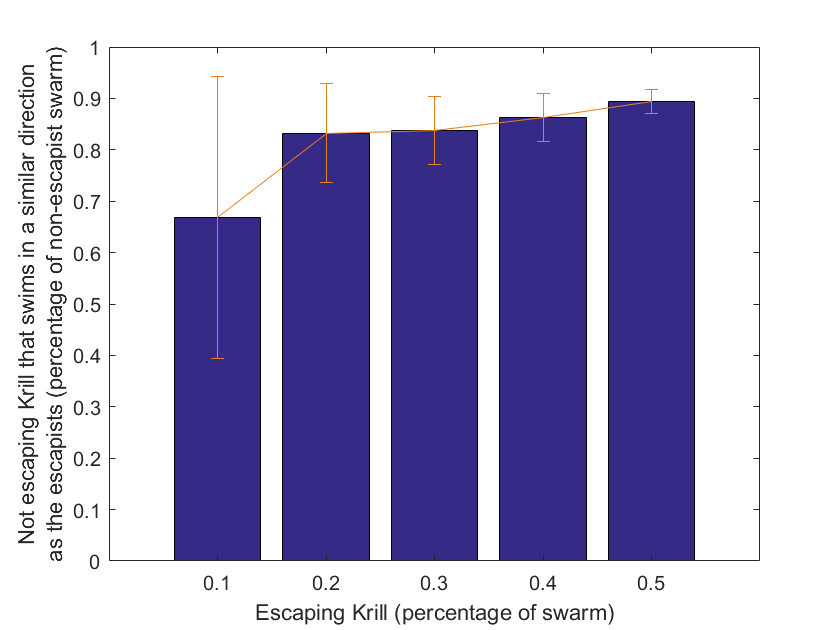 Not escaping Krill that swims in a similar direction
as the escapists (percentage of non-escapist swarm)
1
0.9
0.8
0.7
0.6
0.5
0.4
0.3
0.2
0.1
0
0.1 0.2 0.3 0.4 0.5
Escaping Krill (percentage of swarm)